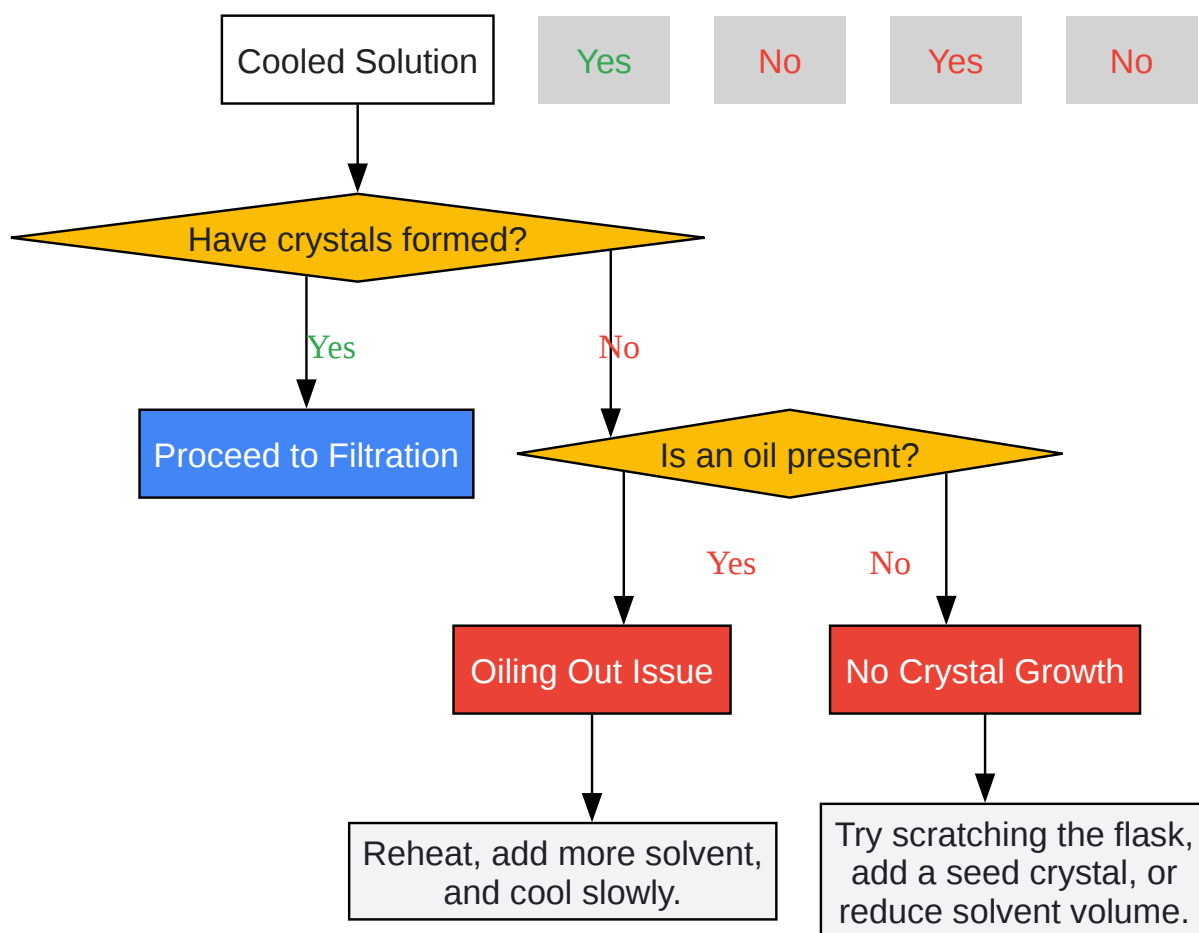 Cooled Solution
Yes
No
Yes
No
Have crystals formed?
Yes
No
Proceed to Filtration
Is an oil present?
Yes
No
Oiling Out Issue
No Crystal Growth
Reheat, add more solvent,
and cool slowly.
Try scratching the flask,
add a seed crystal, or
reduce solvent volume.